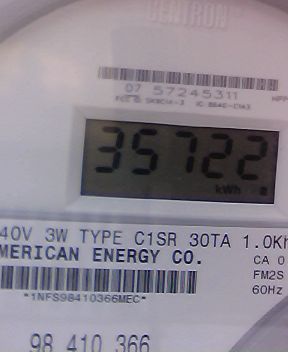 CENTRON
07 57245311
35722
kWh
40V 3W TYPE C1SR 30TA 1.0Kh
MERICAN ENERGY CO.
CA 0
FM2S
60Hz
*1NFS98410366MEC*
98 410 366